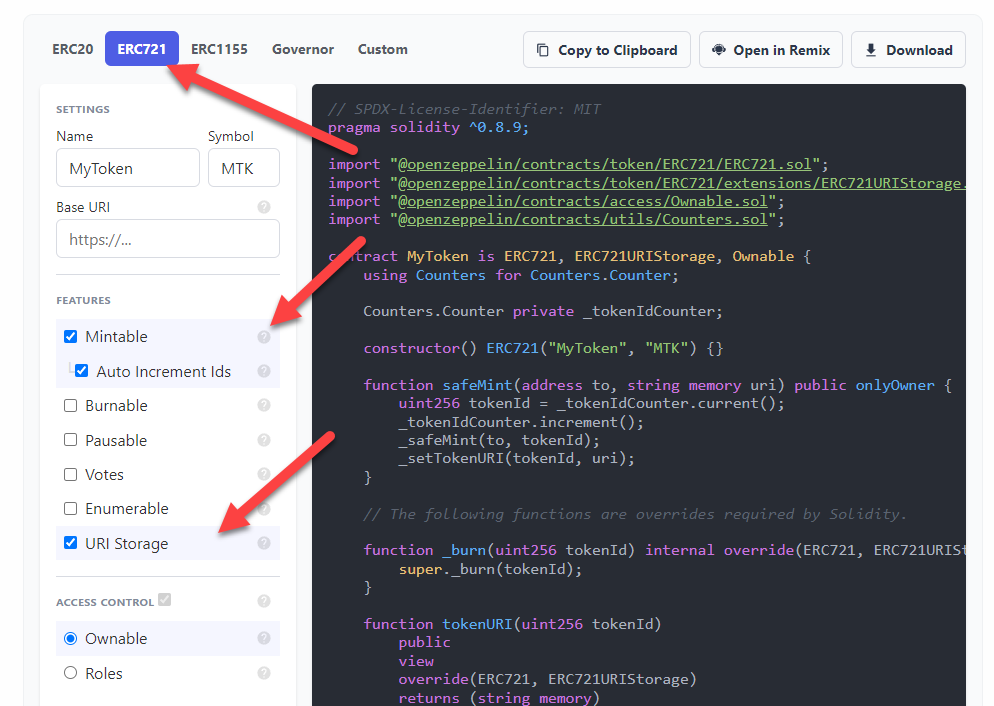 ERC20 ERC721 ERC1155 Governor Custom Copy to Clipboard Open in Remix Download
SETTINGS
Name Symbol
MyToken MTK
Base URI ?
https://...
FEATURES
Mintable ?
Auto Increment Ids ?
Burnable ?
Pausable ?
Votes ?
Enumerable ?
URI Storage ?
ACCESS CONTROL ?
Ownable ?
Roles ?
// SPDX-License-Identifier: MIT
pragma solidity ^0.8.9;
import "@openzeppelin/contracts/token/ERC721/ERC721.sol";
import "@openzeppelin/contracts/token/ERC721/extensions/ERC721URIStorage.
import "@openzeppelin/contracts/access/Ownable.sol";
import "@openzeppelin/contracts/utils/Counters.sol";
contract MyToken is ERC721, ERC721URIStorage, Ownable {
using Counters for Counters.Counter;
Counters.Counter private _tokenIdCounter;
constructor() ERC721("MyToken", "MTK") {}
function safeMint(address to, string memory uri) public onlyOwner {
uint256 tokenId = _tokenIdCounter.current();
_tokenIdCounter.increment();
_safeMint(to, tokenId);
_setTokenURI(tokenId, uri);
}
// The following functions are overrides required by Solidity.
function _burn(uint256 tokenId) internal override(ERC721, ERC721URISt
super._burn(tokenId);
}
function tokenURI(uint256 tokenId)
public
view
override(ERC721, ERC721URIStorage)
returns (string memory)